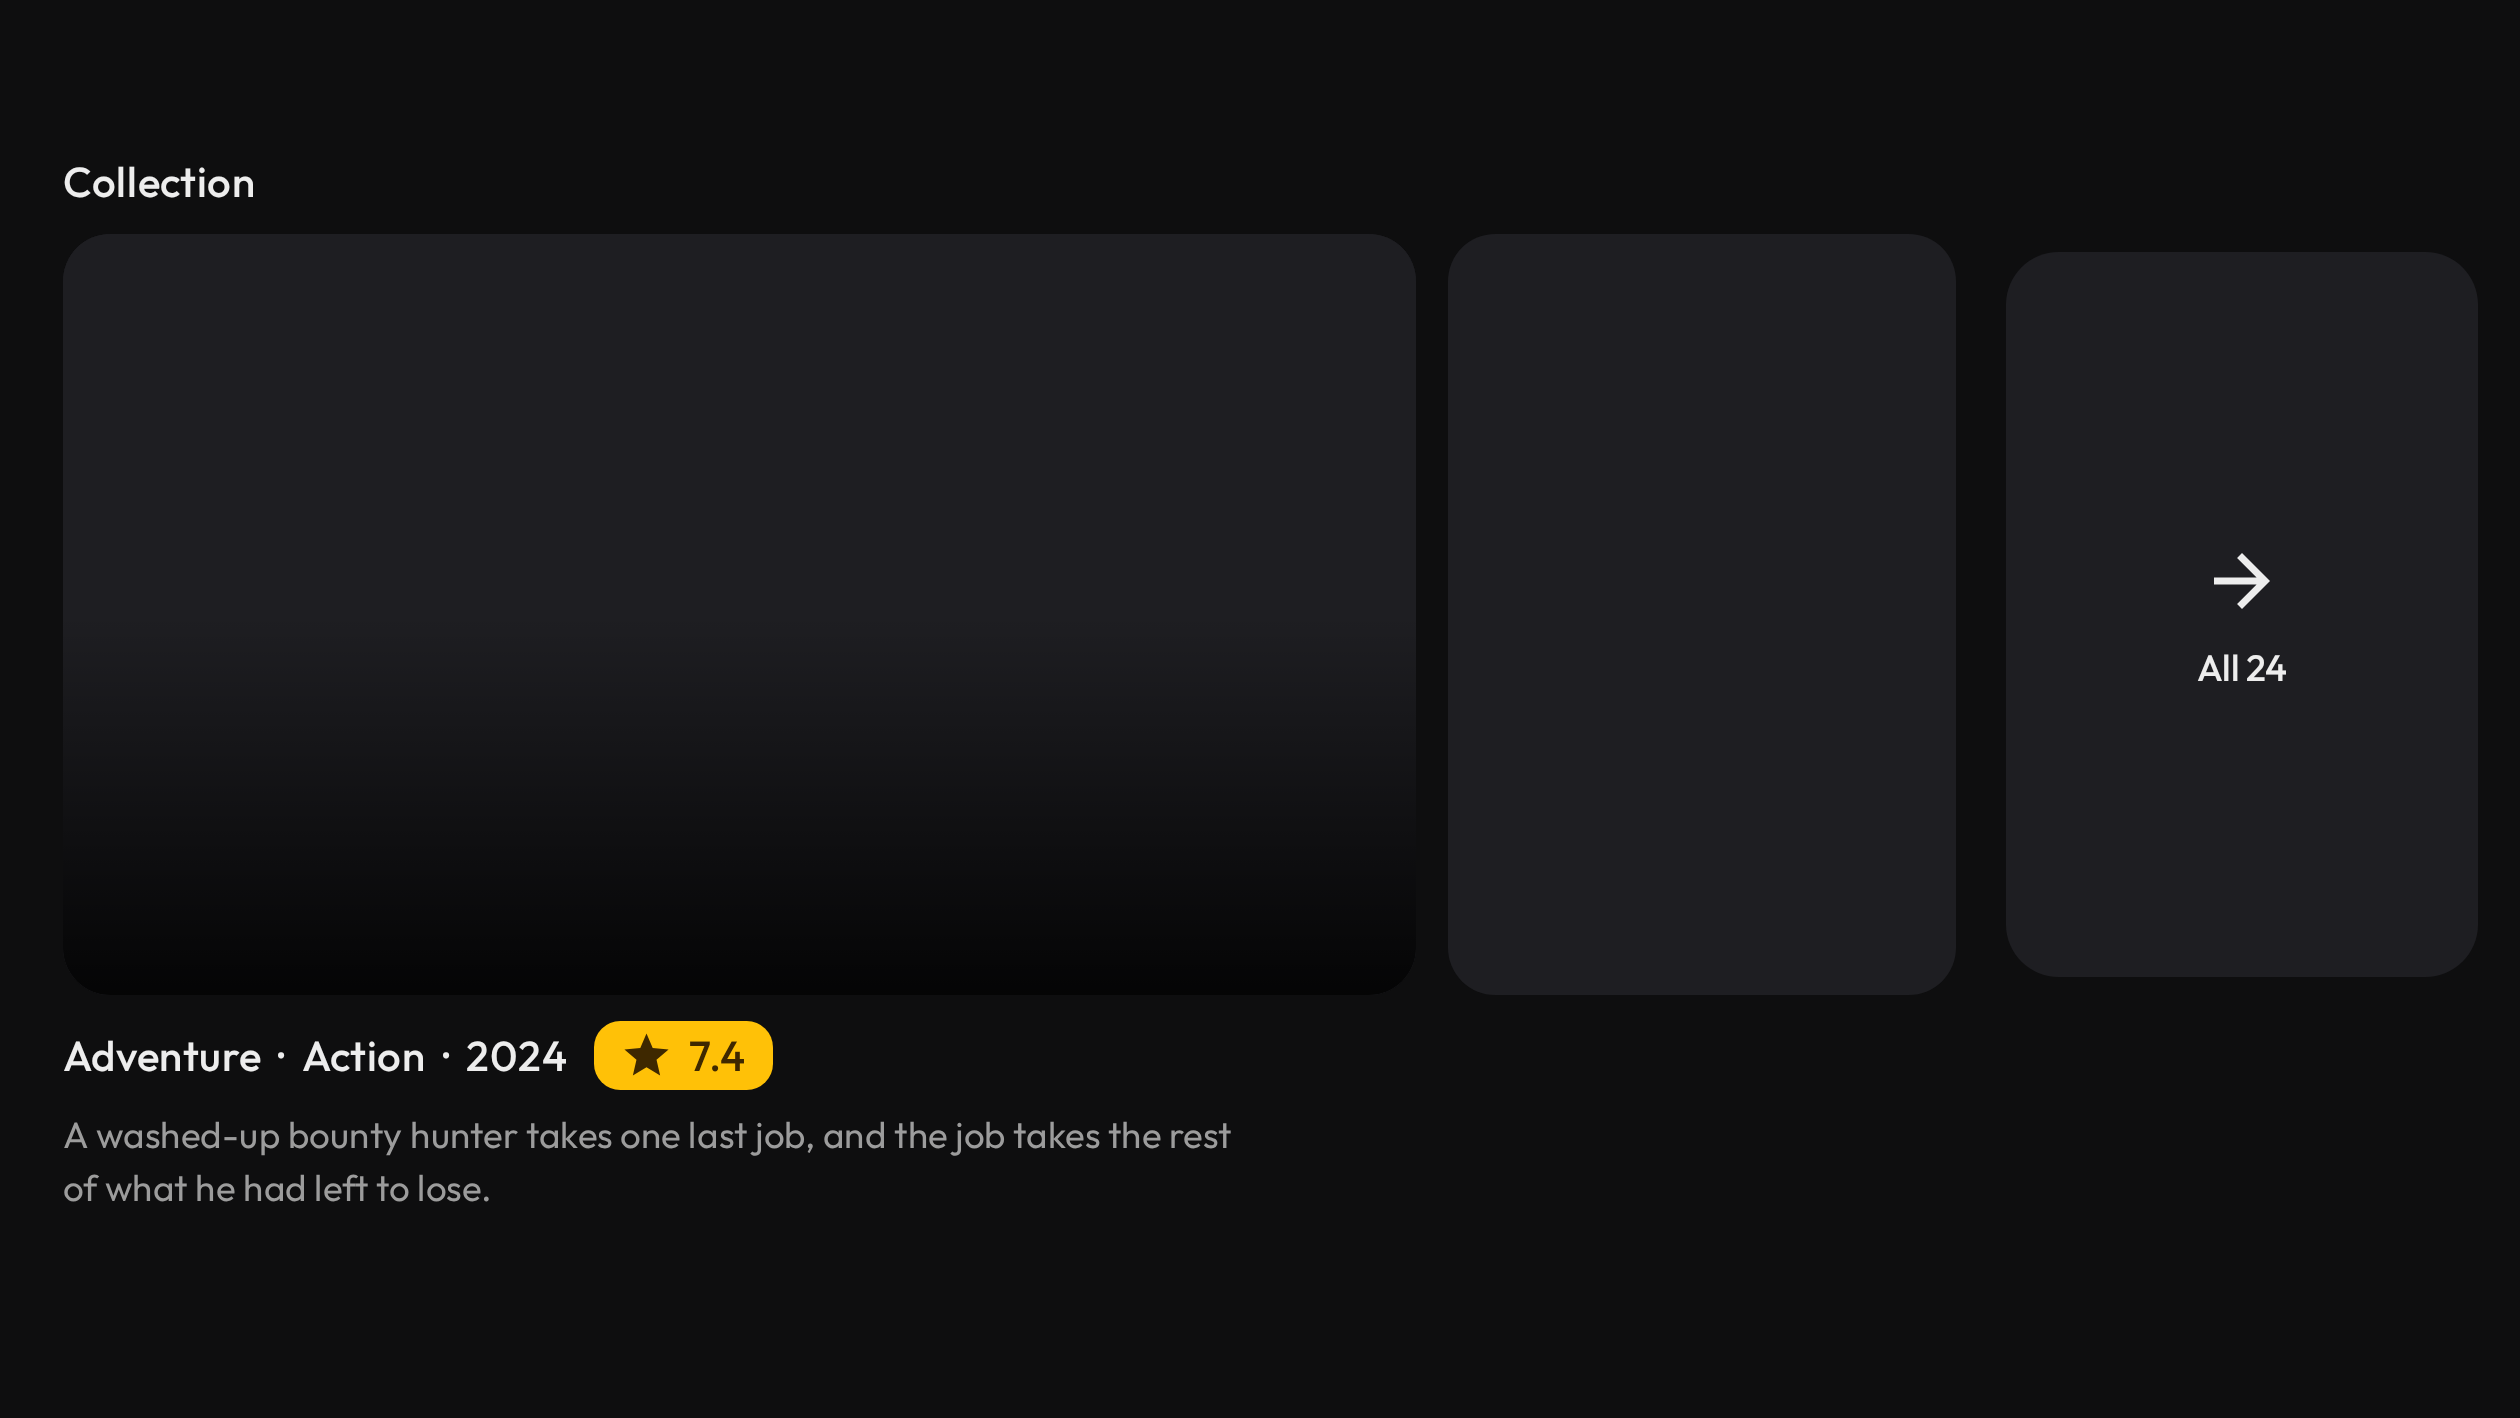 Collection
All 24
Adventure · Action · 2024 7.4
A washed-up bounty hunter takes one last job, and the job takes the rest
of what he had left to lose.